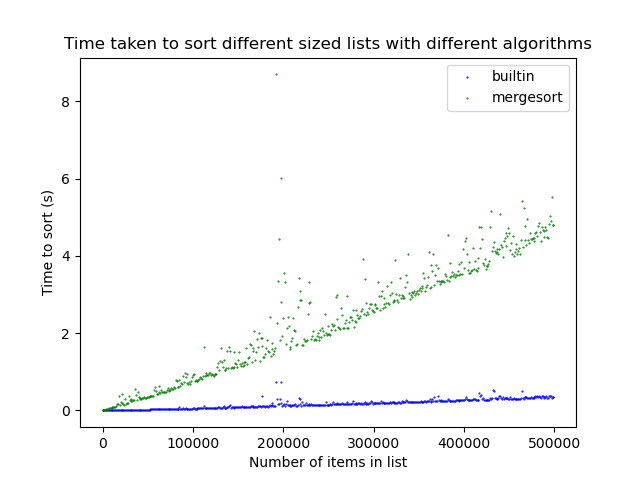 Time taken to sort different sized lists with different algorithms
builtin
mergesort
8
6
4
2
0
Time to sort (s)
0 100000 200000 300000 400000 500000
Number of items in list